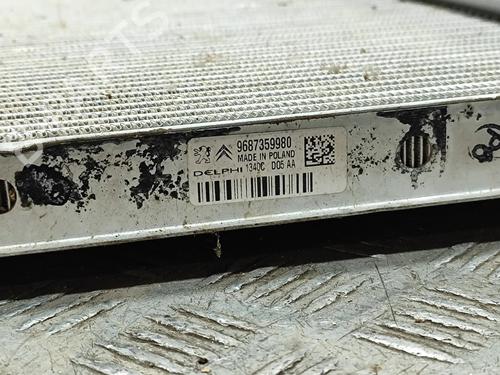 9687359980
MADE IN POLAND
DELPHI 1340C D05 AA